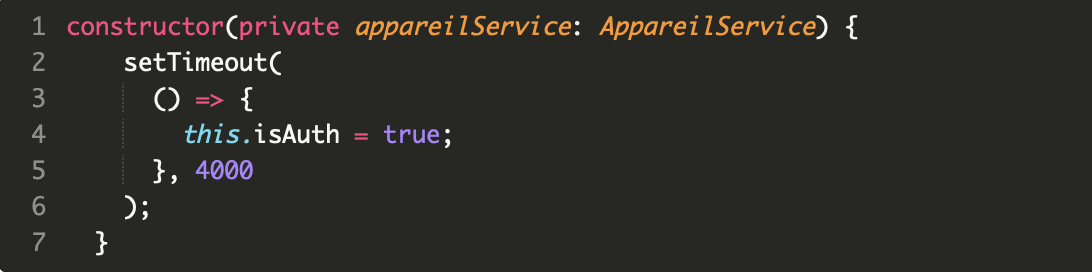 1 constructor(private appareilService: AppareilService) {
2 setTimeout(
3 () => {
4 this.isAuth = true;
5 }, 4000
6 );
7 }